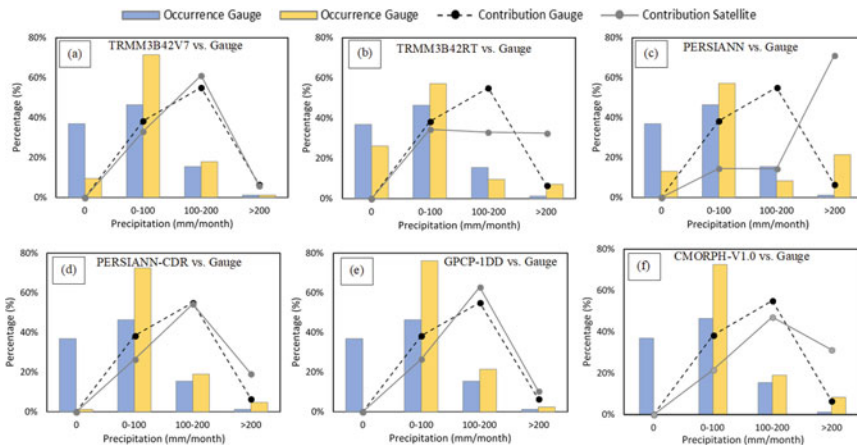 Occurrence Gauge Occurrence Gauge Contribution Gauge Contribution Satellite
(a) TRMM3B42V7 vs. Gauge
80%
60%
40%
20%
0%
Percentage (%)
0 0-100 100-200 >200
Precipitation (mm/month)
(b) TRMM3B42RT vs. Gauge
80%
60%
40%
20%
0%
Percentage (%)
0 0-100 100-200 >200
Precipitation (mm/month)
(c) PERSIANN vs. Gauge
80%
60%
40%
20%
0%
Percentage (%)
0 0-100 100-200 >200
Precipitation (mm/month)
(d) PERSIANN-CDR vs. Gauge
80%
60%
40%
20%
0%
Percentage (%)
0 0-100 100-200 >200
Precipitation (mm/month)
(e) GPCP-1DD vs. Gauge
80%
60%
40%
20%
0%
Percentage (%)
0 0-100 100-200 >200
Precipitation (mm/month)
(f) CMORPH-V1.0 vs. Gauge
80%
60%
40%
20%
0%
Percentage (%)
0 0-100 100-200 >200
Precipitation (mm/month)